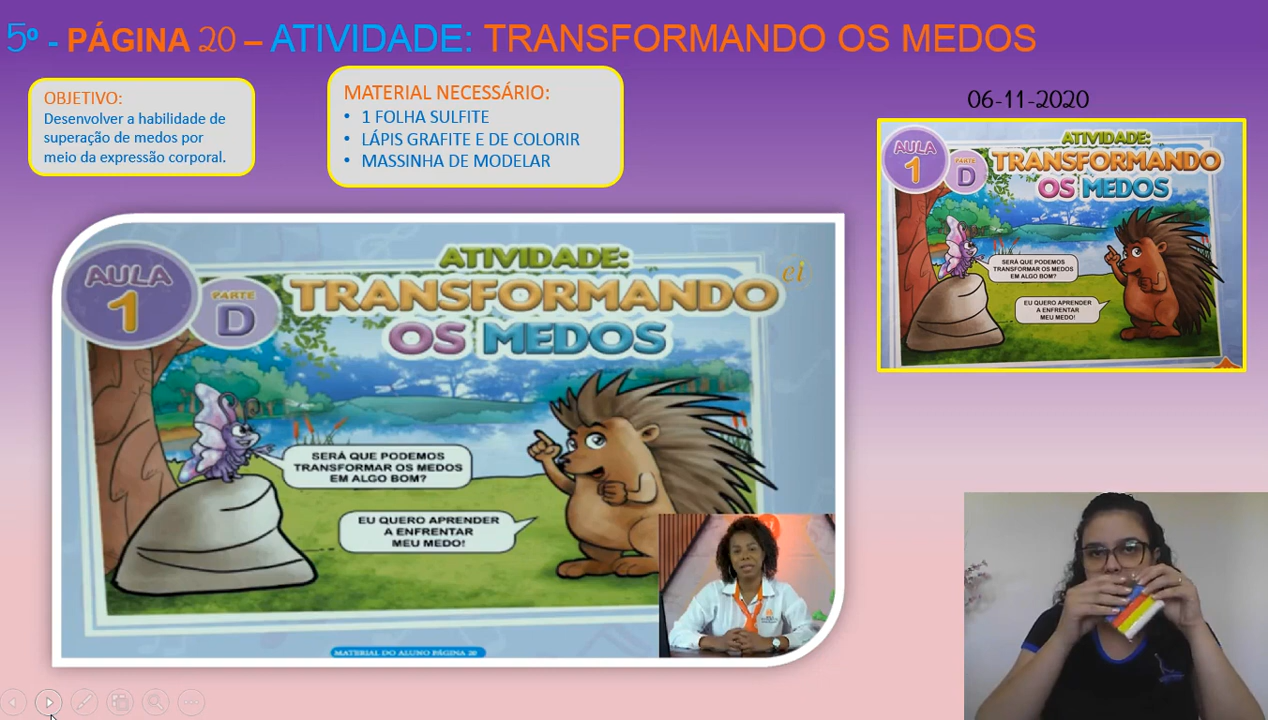 5º - PÁGINA 20 – ATIVIDADE: TRANSFORMANDO OS MEDOS
OBJETIVO:
Desenvolver a habilidade de
superação de medos por
meio da expressão corporal.
MATERIAL NECESSÁRIO:
• 1 FOLHA SULFITE
• LÁPIS GRAFITE E DE COLORIR
• MASSINHA DE MODELAR
06-11-2020
AULA
1
PARTE
D
ATIVIDADE:
TRANSFORMANDO
OS MEDOS
SERÁ QUE PODEMOS
TRANSFORMAR OS MEDOS
EM ALGO BOM?
EU QUERO APRENDER
A ENFRENTAR
MEU MEDO!
AULA
1
PARTE
D
ATIVIDADE:
TRANSFORMANDO
OS MEDOS
ei
SERÁ QUE PODEMOS
TRANSFORMAR OS MEDOS
EM ALGO BOM?
EU QUERO APRENDER
A ENFRENTAR
MEU MEDO!
MATERIAL DO ALUNO PÁGINA 20